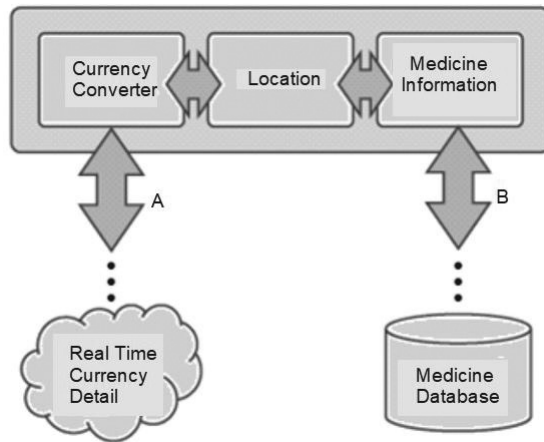 Currency
Converter
Location
Medicine
Information
A
B
Real Time
Currency
Detail
Medicine
Database